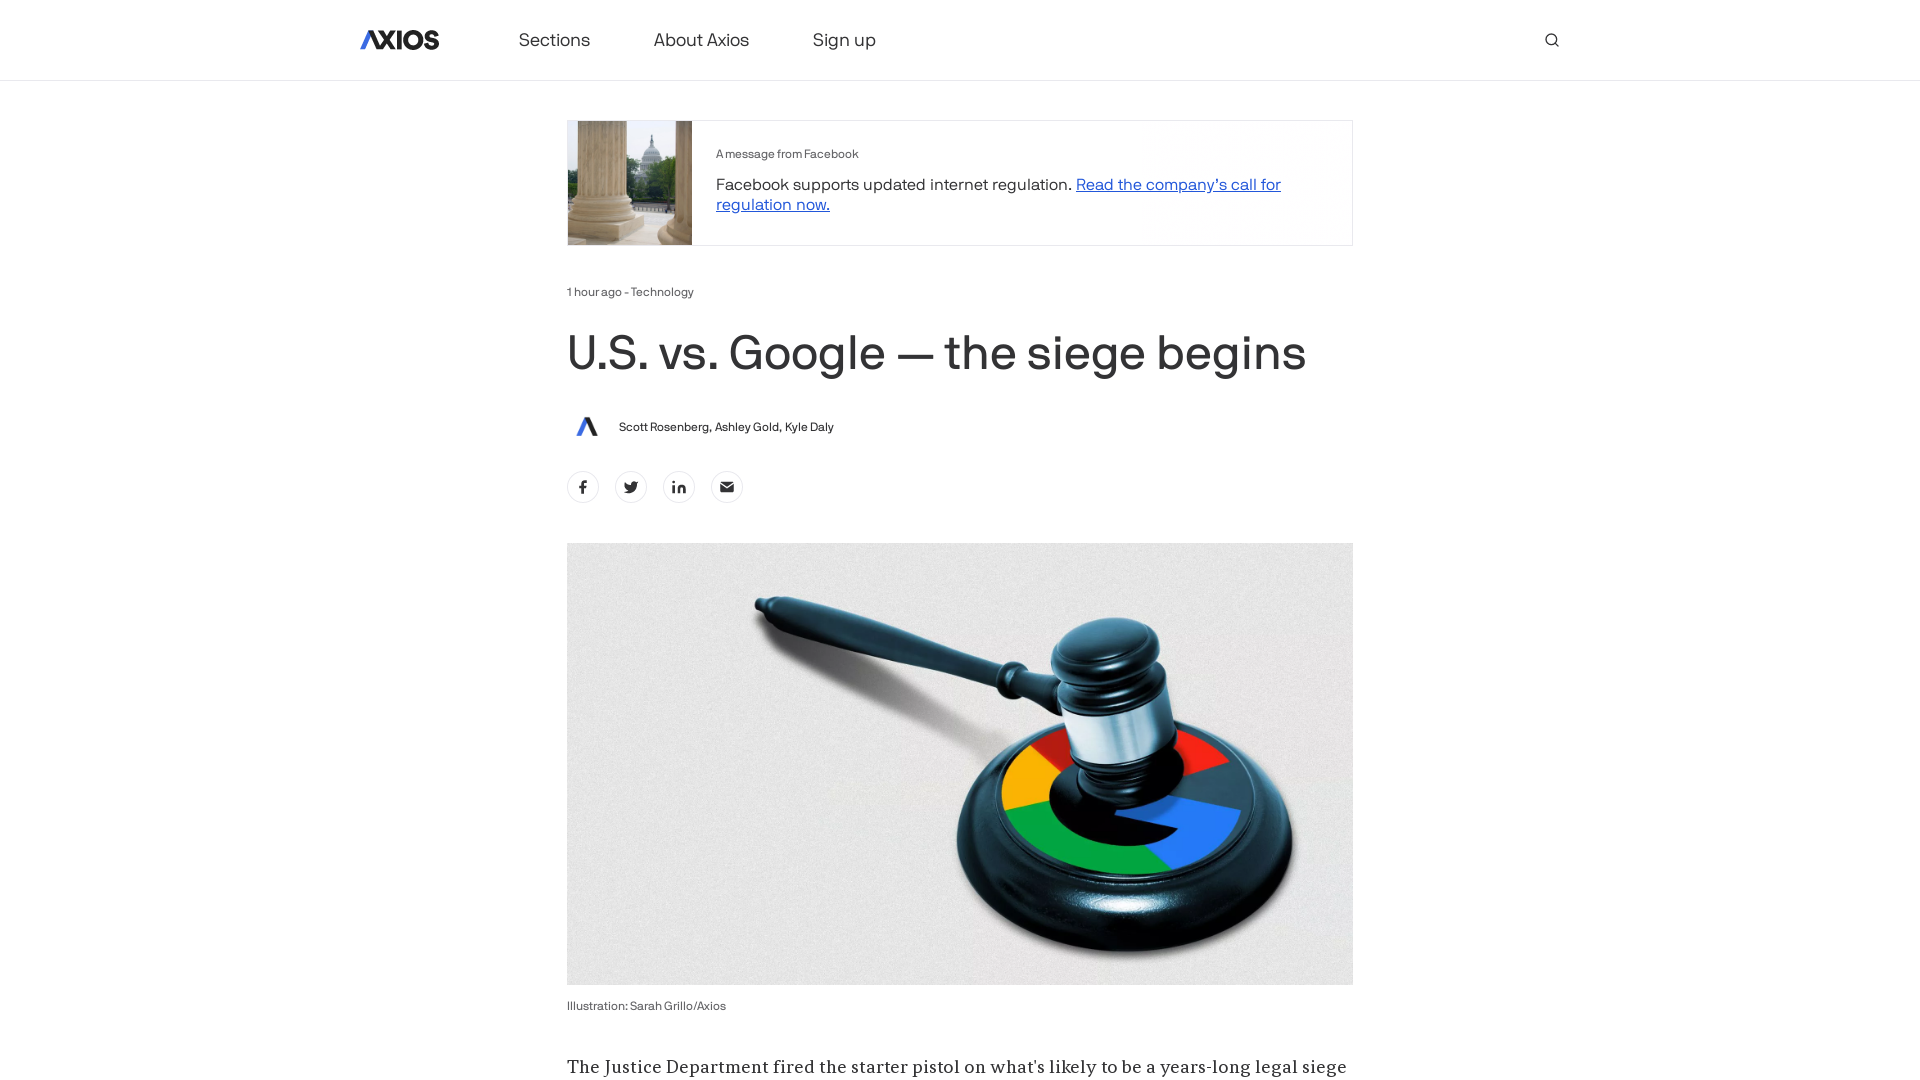 AXIOS
Sections
About Axios
Sign up
A message from Facebook
Facebook supports updated internet regulation. Read the company's call for
regulation now.
1 hour ago - Technology
U.S. vs. Google — the siege begins
Scott Rosenberg, Ashley Gold, Kyle Daly
Illustration: Sarah Grillo/Axios
The Justice Department fired the starter pistol on what's likely to be a years-long legal siege